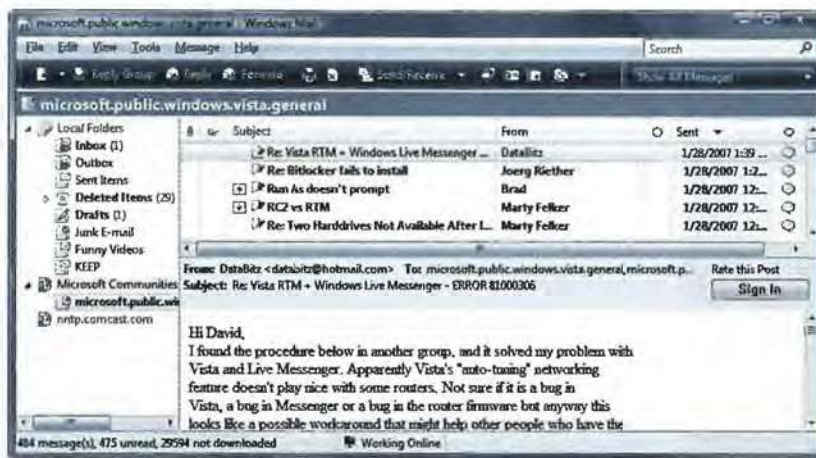 microsoft.public.windows.vista.general - Windows Mail
File Edit View Tools Message Help
Search
Reply Group Reply Forward Send/Receive Show All Messages
microsoft.public.windows.vista.general
Local Folders
Inbox (1)
Outbox
Sent Items
Deleted Items (29)
Drafts (1)
Junk E-mail
Funny Videos
KEEP
Microsoft Communities
microsoft.public.wi
nntp.comcast.com
Subject From Sent
Re: Vista RTM + Windows Live Messenger ... DataBitz 1/28/2007 1:39 ...
Re: Bitlocker fails to install Joerg Riether 1/28/2007 1:2...
Run As doesn't prompt Brad 1/28/2007 12:...
RC2 vs RTM Marty Felker 1/28/2007 12:...
Re: Two Harddrives Not Available After I... Marty Felker 1/28/2007 12:...
From: DataBitz <databitz@hotmail.com> To: microsoft.public.windows.vista.general,microsoft.p... Rate this Post
Subject: Re: Vista RTM + Windows Live Messenger - ERROR 81000306
Sign In
Hi David,
I found the procedure below in another group, and it solved my problem with
Vista and Live Messenger. Apparently Vista's "auto-tuning" networking
feature doesn't play nice with some routers. Not sure if it is a bug in
Vista, a bug in Messenger or a bug in the router firmware but anyway this
looks like a possible workaround that might help other people who have the
484 message(s), 475 unread, 29594 not downloaded Working Online